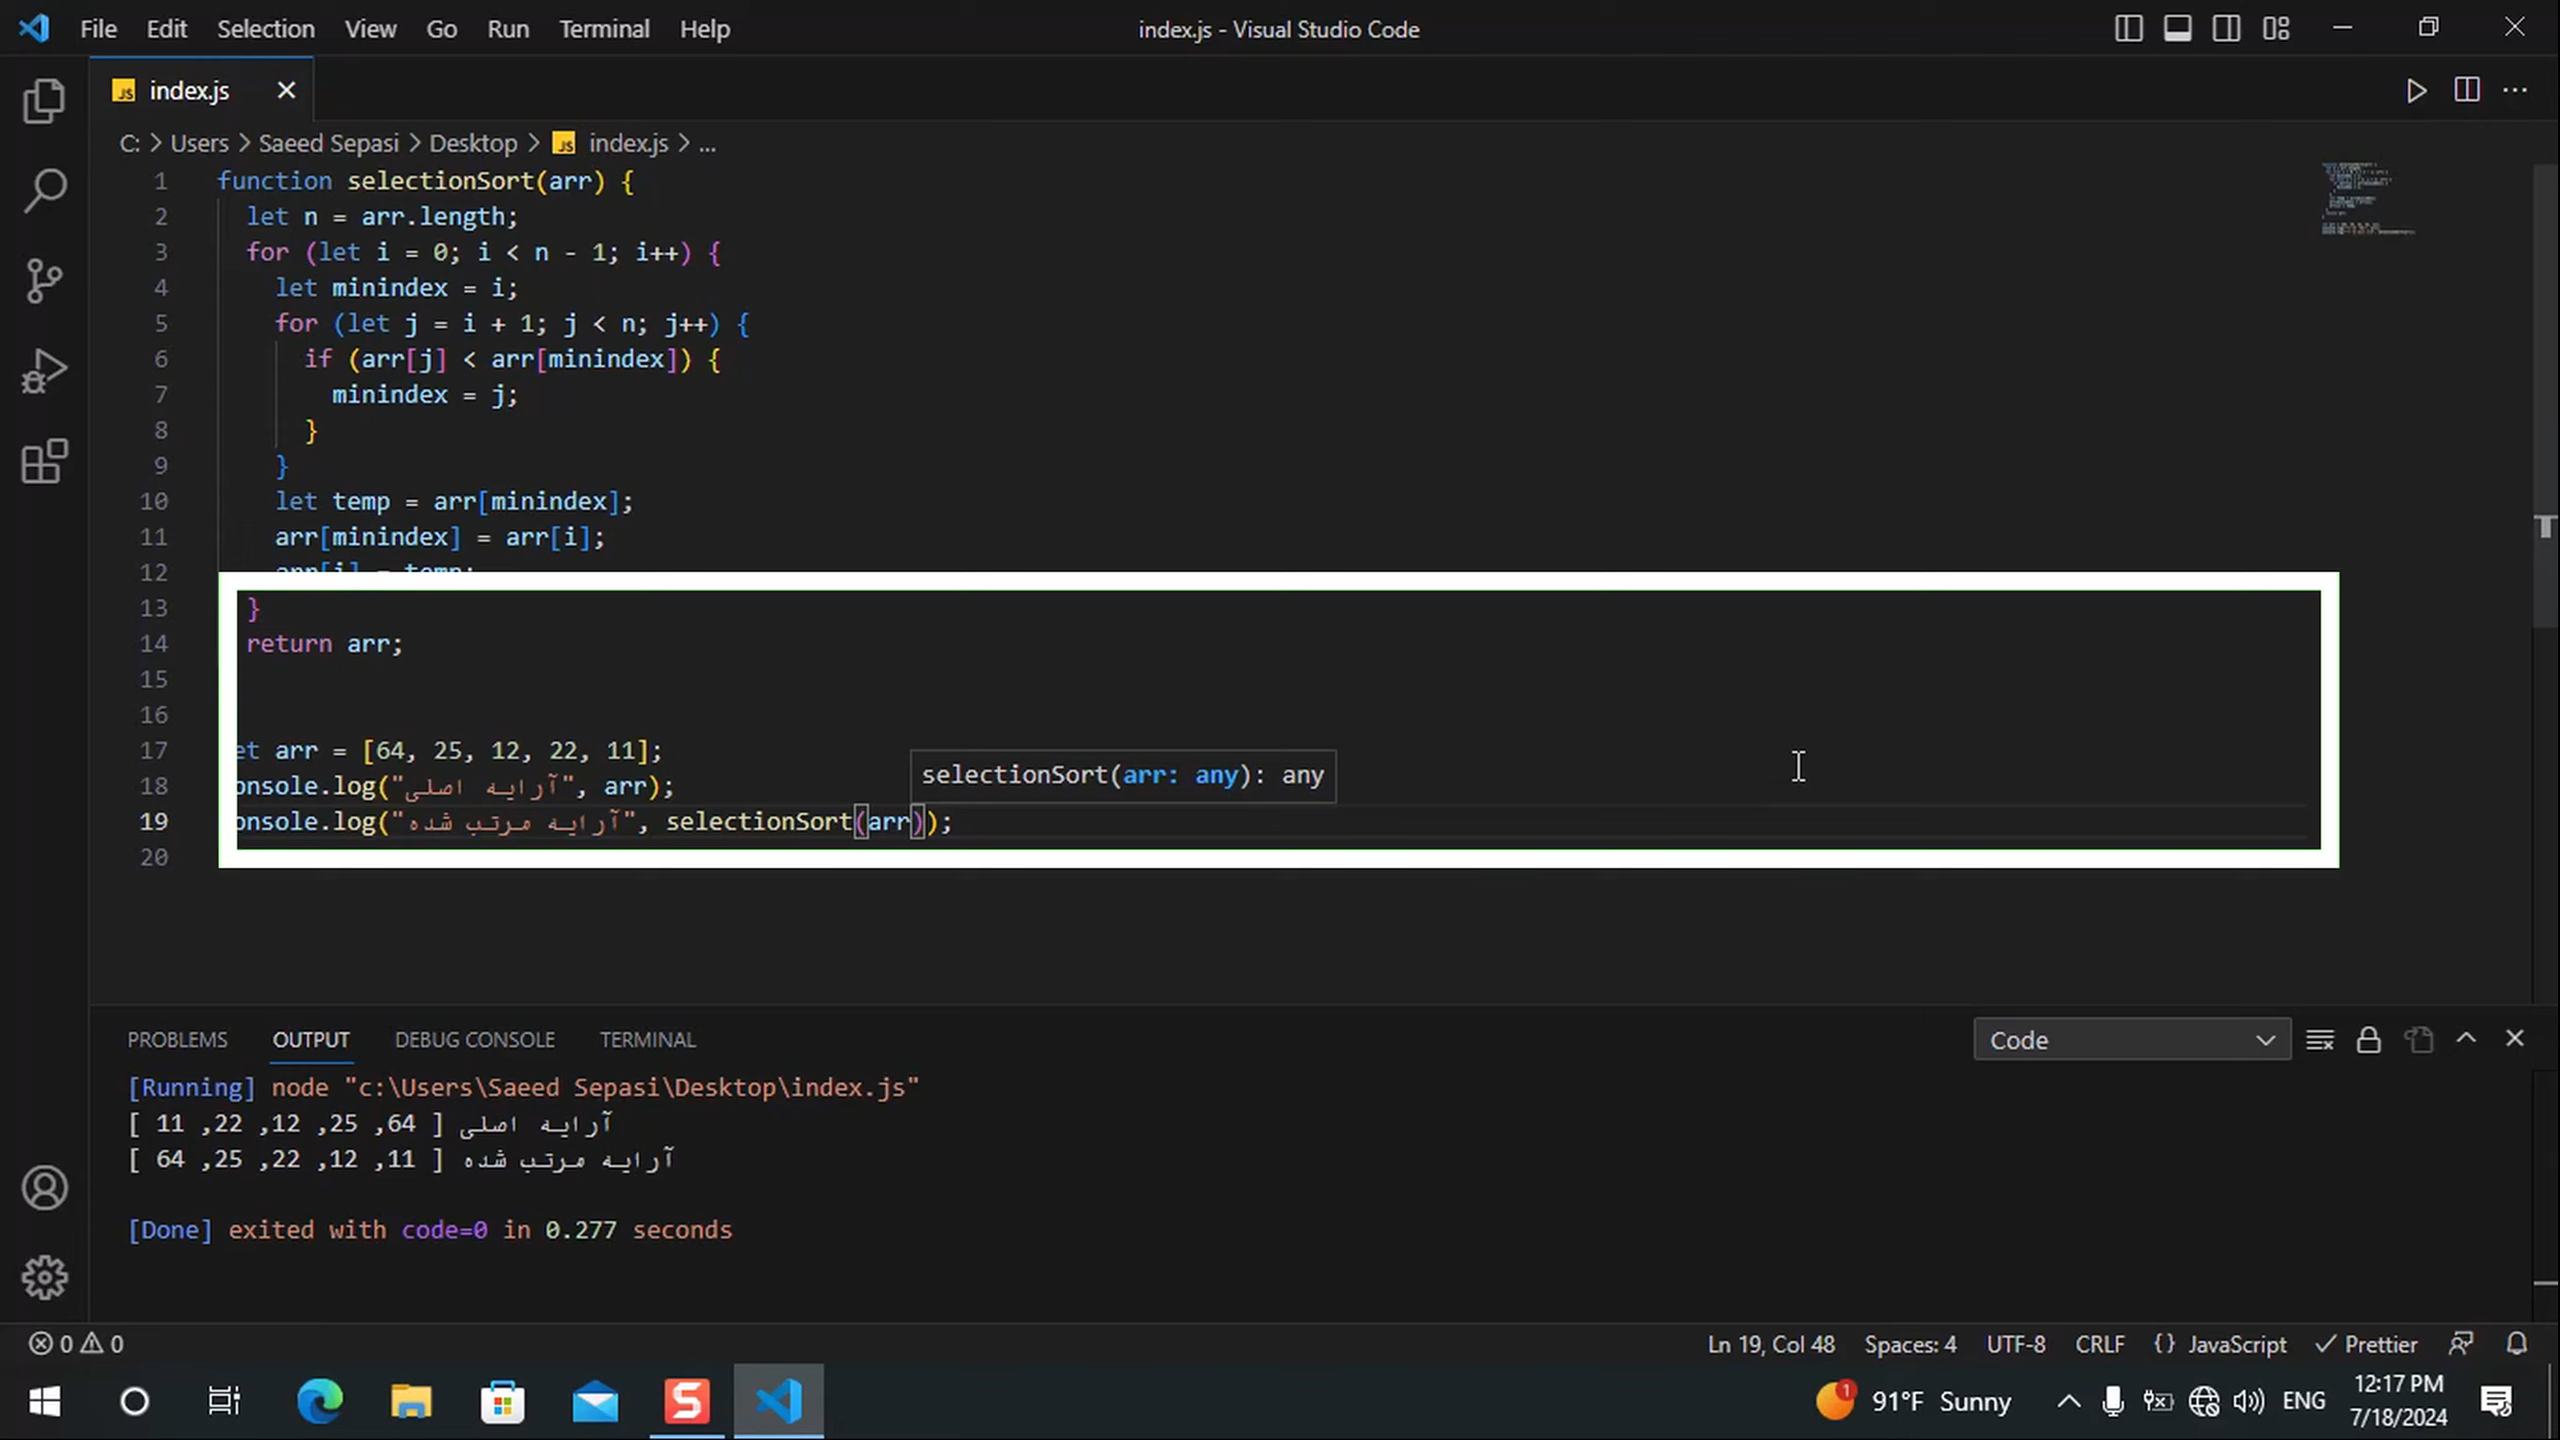 File Edit Selection View Go Run Terminal Help
index.js - Visual Studio Code
JS index.js
C: > Users > Saeed Sepasi > Desktop > JS index.js > ...
1 function selectionSort(arr) {
2 let n = arr.length;
3 for (let i = 0; i < n - 1; i++) {
4 let minindex = i;
5 for (let j = i + 1; j < n; j++) {
6 if (arr[j] < arr[minindex]) {
7 minindex = j;
8 }
9 }
10 let temp = arr[minindex];
11 arr[minindex] = arr[i];
12 arr[i] = temp;
13 }
14 return arr;
15
16
17 et arr = [64, 25, 12, 22, 11];
selectionSort(arr: any): any
18 onsole.log("آرایه اصلی", arr);
19 onsole.log("آرایه مرتب شده", selectionSort(arr));
20
PROBLEMS OUTPUT DEBUG CONSOLE TERMINAL
Code
[Running] node "c:\Users\Saeed Sepasi\Desktop\index.js"
آرایه اصلی [ 64, 25, 12, 22, 11 ]
آرایه مرتب شده [ 11, 12, 22, 25, 64 ]
[Done] exited with code=0 in 0.277 seconds
0 0
Ln 19, Col 48 Spaces: 4 UTF-8 CRLF {} JavaScript Prettier
S
1
91°F Sunny
ENG
12:17 PM
7/18/2024